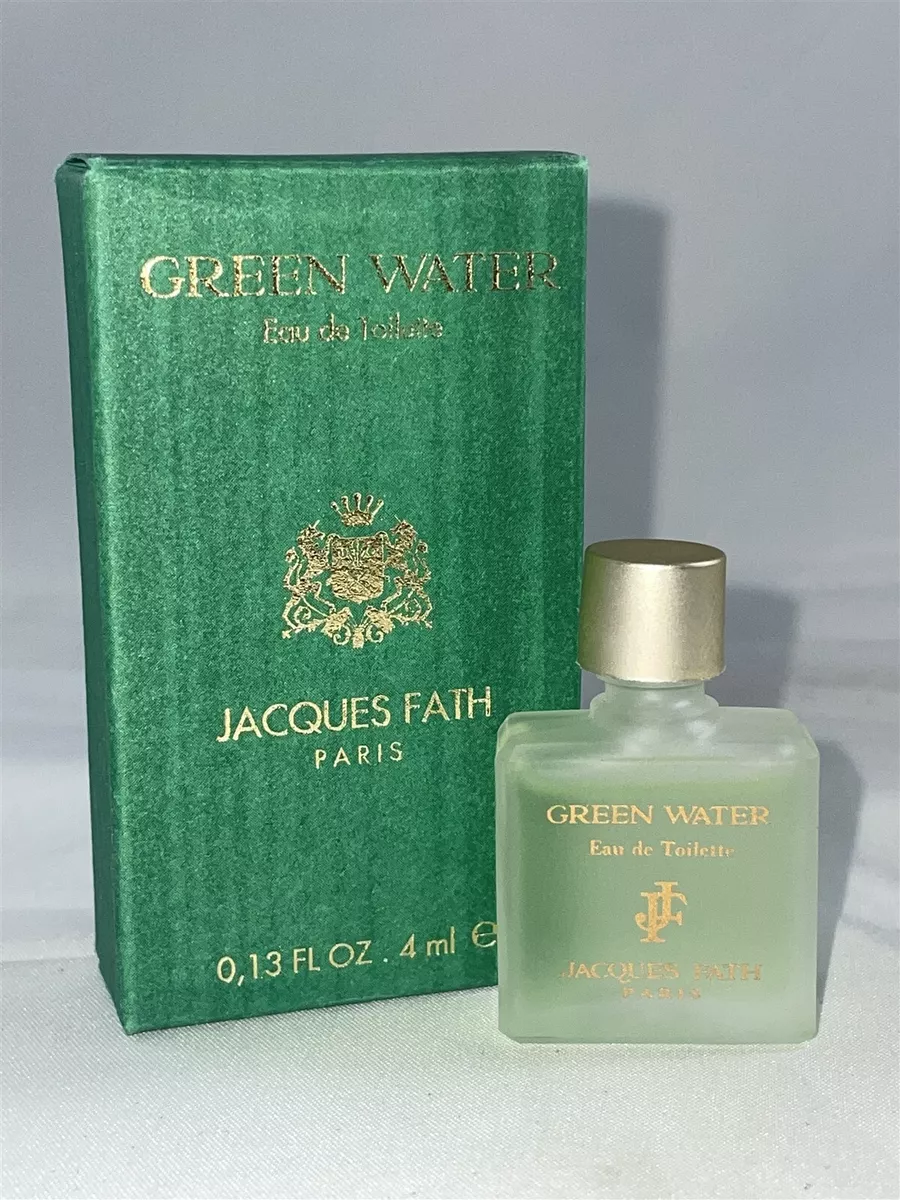 GREEN WATER
Eau de Toilette
JACQUES FATH
PARIS
0,13 FL OZ . 4 ml ℮
GREEN WATER
Eau de Toilette
JF
JACQUES FATH
PARIS